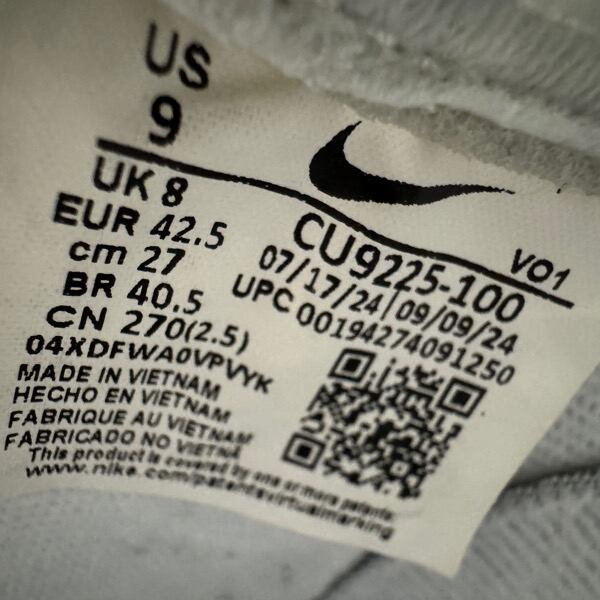 US
9
UK 8
EUR 42.5
cm 27
BR 40.5
CN 270(2.5)
04XDFWA0VPVYK
MADE IN VIETNAM
HECHO EN VIETNAM
FABRIQUE AU VIETNAM
FABRICADO NO VIETNÃ
This product is covered by one or more patents.
www.nike.com/patentsvirtualmarking
VO1
CU9225-100
07/17/24|09/09/24
UPC 00194274091250